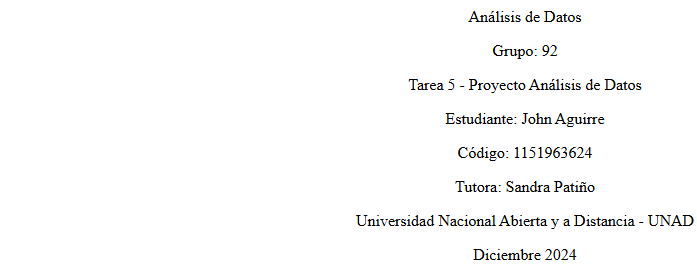 Análisis de Datos
Grupo: 92
Tarea 5 - Proyecto Análisis de Datos
Estudiante: John Aguirre
Código: 1151963624
Tutora: Sandra Patiño
Universidad Nacional Abierta y a Distancia - UNAD
Diciembre 2024